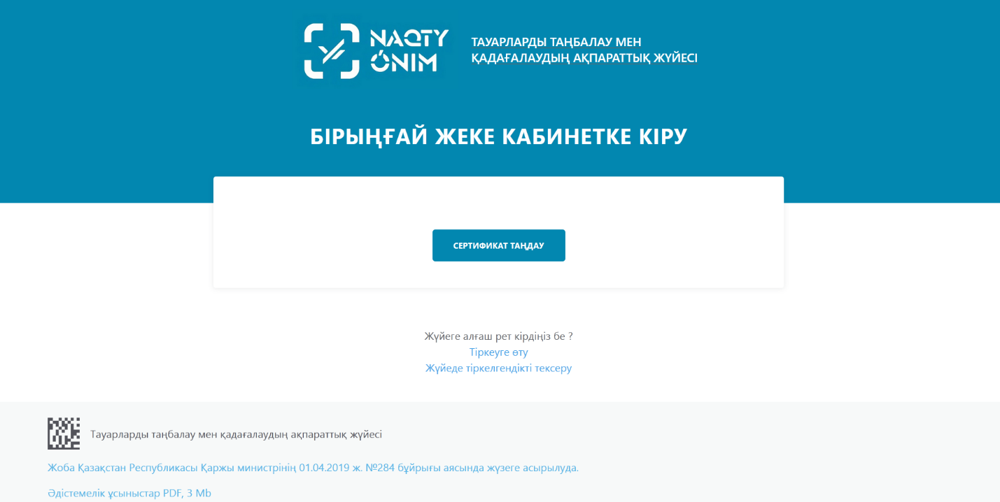 NAQTY
ÓNIM
ТАУАРЛАРДЫ ТАҢБАЛАУ МЕН
ҚАДАҒАЛАУДЫҢ АҚПАРАТТЫҚ ЖҮЙЕСІ
БІРЫҢҒАЙ ЖЕКЕ КАБИНЕТКЕ КІРУ
СЕРТИФИКАТ ТАҢДАУ
Жүйеге алғаш рет кірдіңіз бе ?
Тіркеуге өту
Жүйеде тіркелгендікті тексеру
Тауарларды таңбалау мен қадағалаудың ақпараттық жүйесі
Жоба Қазақстан Республикасы Қаржы министрінің 01.04.2019 ж. №284 бұйрығы аясында жүзеге асырылуда.
Әдістемелік ұсыныстар PDF, 3 Mb